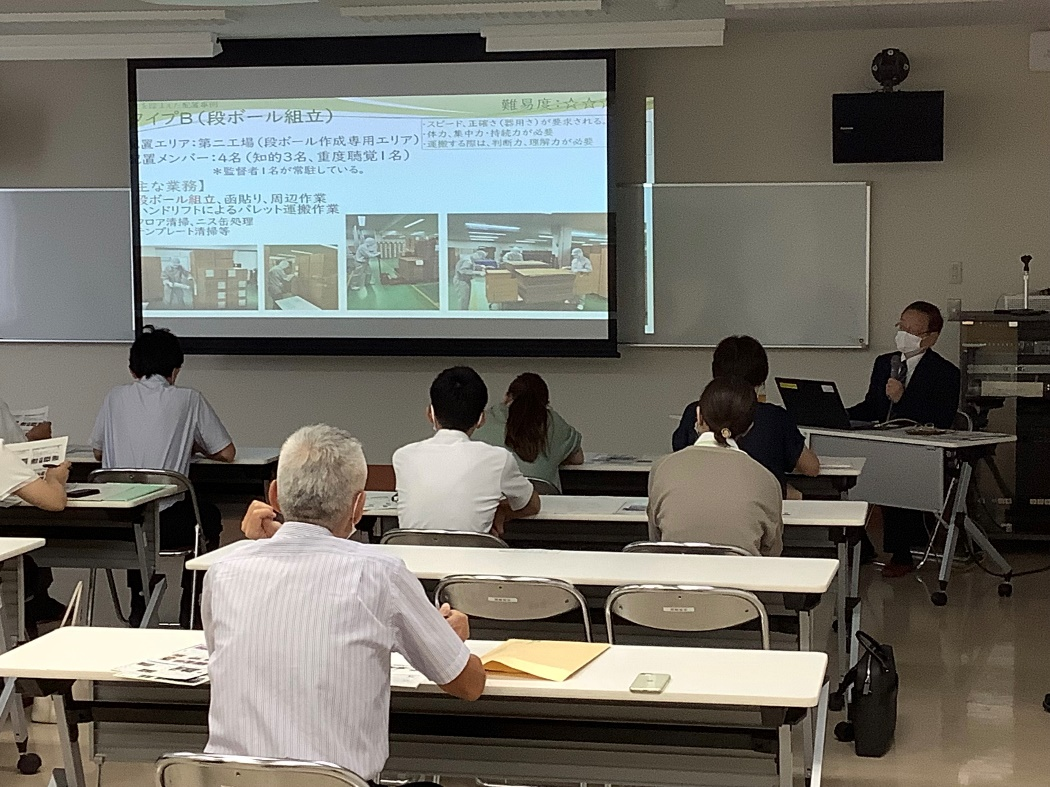 配置事例
難易度：☆☆☆
イプB（段ボール組立）
・スピード、正確さ（器用さ）が要求される。
・体力、集中力・持続力が必要
・運搬する際は、判断力、理解力が必要
置エリア：第二工場（段ボール作成専用エリア）
置メンバー：4名（知的3名、重度聴覚1名）
＊監督者1名が常駐している。
主な業務】
段ボール組立、函貼り、周辺作業
ハンドリフトによるパレット運搬作業
フロア清掃、ニス缶処理
ンプレート清掃等